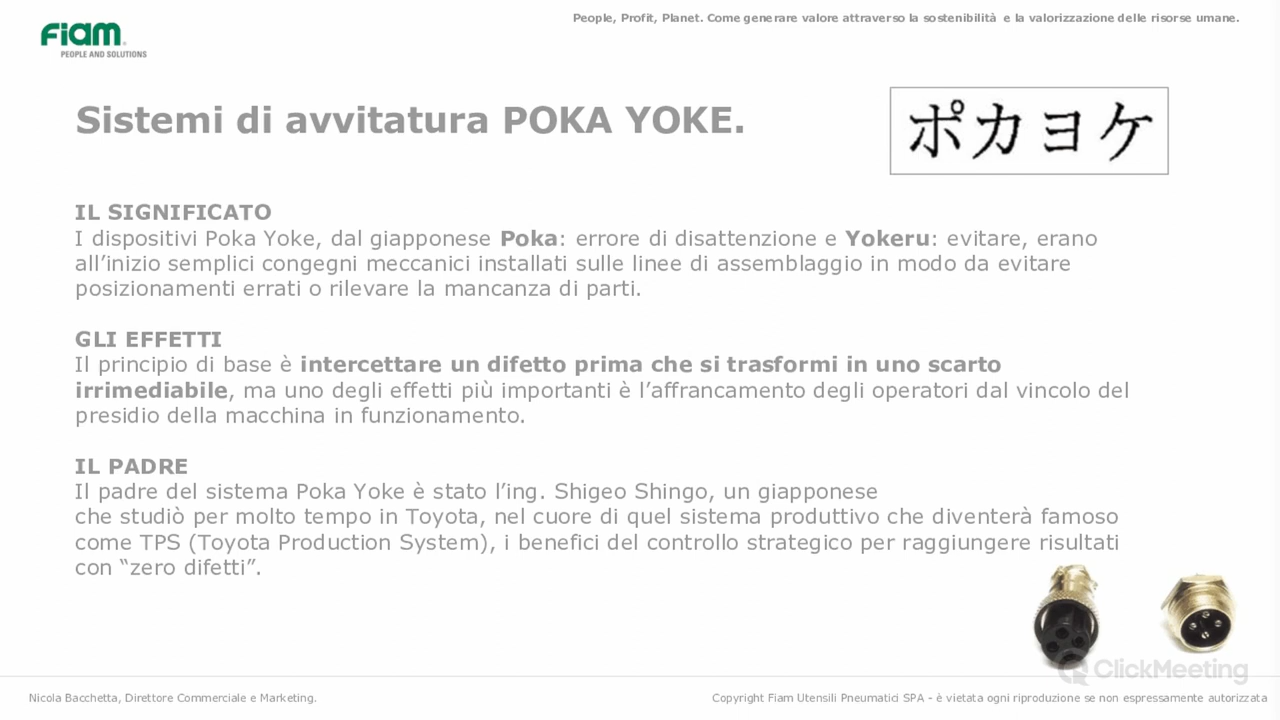 People, Profit, Planet. Come generare valore attraverso la sostenibilità e la valorizzazione delle risorse umane.
Fiam
PEOPLE AND SOLUTIONS
Sistemi di avvitatura POKA YOKE.
ポカヨケ
IL SIGNIFICATO
I dispositivi Poka Yoke, dal giapponese Poka: errore di disattenzione e Yokeru: evitare, erano
all’inizio semplici congegni meccanici installati sulle linee di assemblaggio in modo da evitare
posizionamenti errati o rilevare la mancanza di parti.
GLI EFFETTI
Il principio di base è intercettare un difetto prima che si trasformi in uno scarto
irrimediabile, ma uno degli effetti più importanti è l’affrancamento degli operatori dal vincolo del
presidio della macchina in funzionamento.
IL PADRE
Il padre del sistema Poka Yoke è stato l’ing. Shigeo Shingo, un giapponese
che studiò per molto tempo in Toyota, nel cuore di quel sistema produttivo che diventerà famoso
come TPS (Toyota Production System), i benefici del controllo strategico per raggiungere risultati
con “zero difetti”.
ClickMeeting
Nicola Bacchetta, Direttore Commerciale e Marketing.
Copyright Fiam Utensili Pneumatici SPA - è vietata ogni riproduzione se non espressamente autorizzata